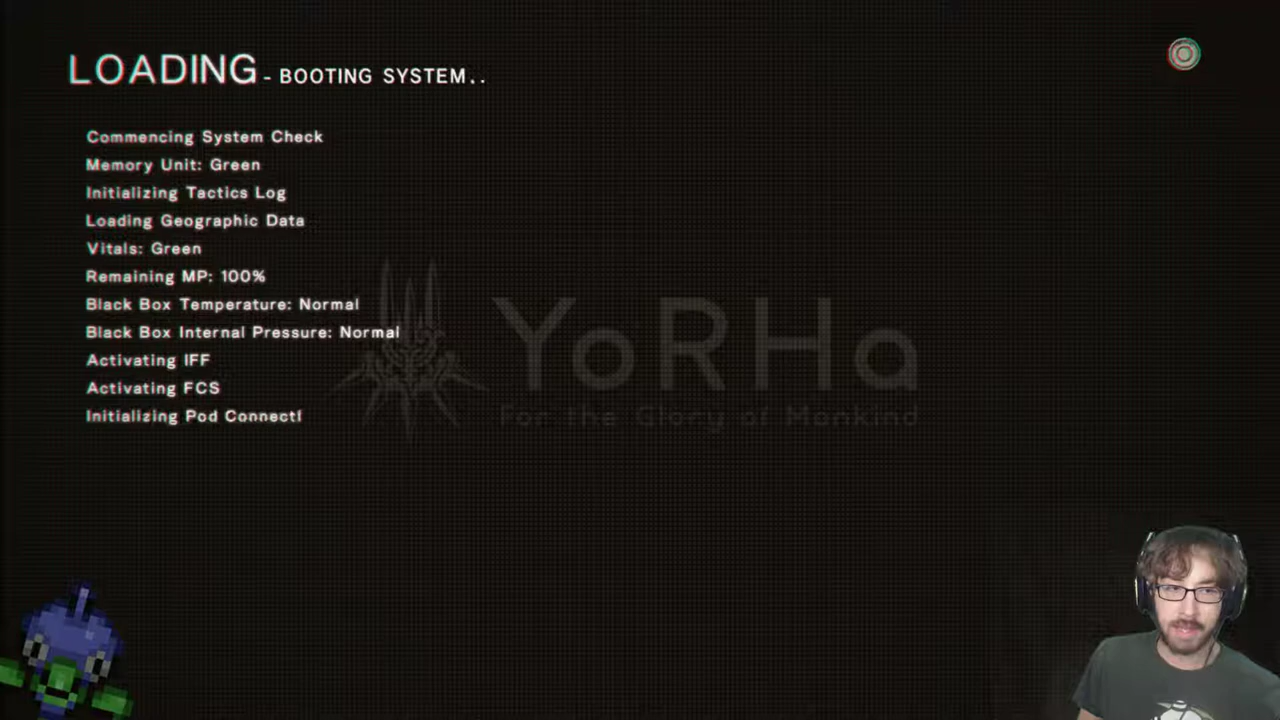 LOADING - BOOTING SYSTEM..
Commencing System Check
Memory Unit: Green
Initializing Tactics Log
Loading Geographic Data
Vitals: Green
Remaining MP: 100%
Black Box Temperature: Normal
Black Box Internal Pressure: Normal
YoRHa
Activating IFF
Activating FCS
Initializing Pod Connecti
For the Glory of Mankind